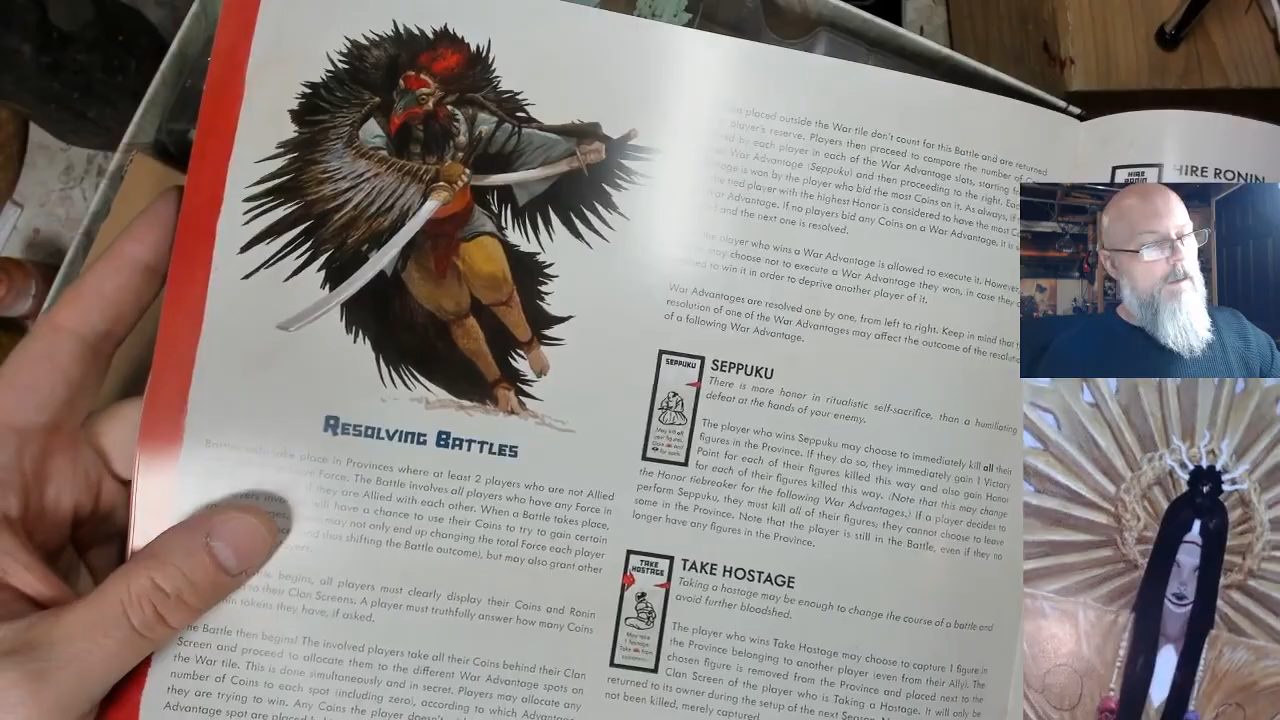 RESOLVING BATTLES
take place in Provinces where at least 2 players who are not Allied
Force. The Battle involves all players who have any Force in
if they are Allied with each other. When a Battle takes place,
will have a chance to use their Coins to try to gain certain
may not only end up changing the total Force each player
and thus shifting the Battle outcome), but may also grant other
begins, all players must clearly display their Coins and Ronin
their Clan Screens. A player must truthfully answer how many Coins
tokens they have, if asked.
The Battle then begins! The involved players take all their Coins behind their Clan
Screen and proceed to allocate them to the different War Advantage spots on
the War tile. This is done simultaneously and in secret. Players may allocate any
number of Coins to each spot (including zero), according to which Advantage
they are trying to win. Any Coins the player doesn't
Advantage spot are placed
placed outside the War tile don't count for this Battle and are returned
player's reserve. Players then proceed to compare the number of
by each player in each of the War Advantage slots, starting
War Advantage (Seppuku) and then proceeding to the right.
is won by the player who bid the most Coins on it. As always, if
the tied player with the highest Honor is considered to have the most
War Advantage. If no players bid any Coins on a War Advantage, it is
and the next one is resolved.
player who wins a War Advantage is allowed to execute it. However,
may choose not to execute a War Advantage they won, in case they
to win it in order to deprive another player of it.
War Advantages are resolved one by one, from left to right. Keep in mind that
resolution of one of the War Advantages may affect the outcome of the
of a following War Advantage.
SEPPUKU
SEPPUKU
There is more honor in ritualistic self-sacrifice, than a humiliating
defeat at the hands of your enemy.
The player who wins Seppuku may choose to immediately kill all their
figures in the Province. If they do so, they immediately gain 1 Victory
Point for each of their figures killed this way and also gain Honor
for each of their figures killed this way. (Note that this may change
the Honor tiebreaker for the following War Advantages.) If a player decides to
perform Seppuku, they must kill all of their figures; they cannot choose to leave
some in the Province. Note that the player is still in the Battle, even if they no
longer have any figures in the Province.
TAKE
HOSTAGE
TAKE HOSTAGE
Taking a hostage may be enough to change the course of a battle and
avoid further bloodshed.
The player who wins Take Hostage may choose to capture 1 figure in
the Province belonging to another player (even from their Ally). The
chosen figure is removed from the Province and placed next to the
Clan Screen of the player who is Taking a Hostage. It will only be
returned to its owner during the setup of the next Season.
not been killed, merely captured.
HIRE
RONIN
HIRE RONIN